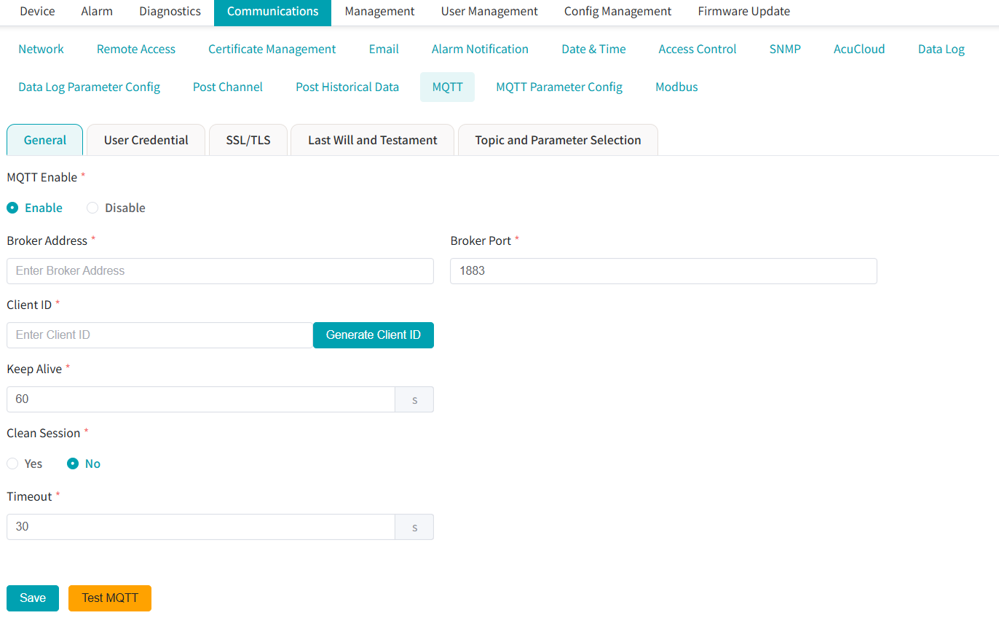 Device Alarm Diagnostics Communications Management User Management Config Management Firmware Update
Network Remote Access Certificate Management Email Alarm Notification Date & Time Access Control SNMP AcuCloud Data Log
Data Log Parameter Config Post Channel Post Historical Data MQTT MQTT Parameter Config Modbus
General User Credential SSL/TLS Last Will and Testament Topic and Parameter Selection
MQTT Enable *
Enable Disable
Broker Address * Broker Port *
Enter Broker Address 1883
Client ID *
Enter Client ID Generate Client ID
Keep Alive *
60 s
Clean Session *
Yes No
Timeout *
30 s
Save Test MQTT